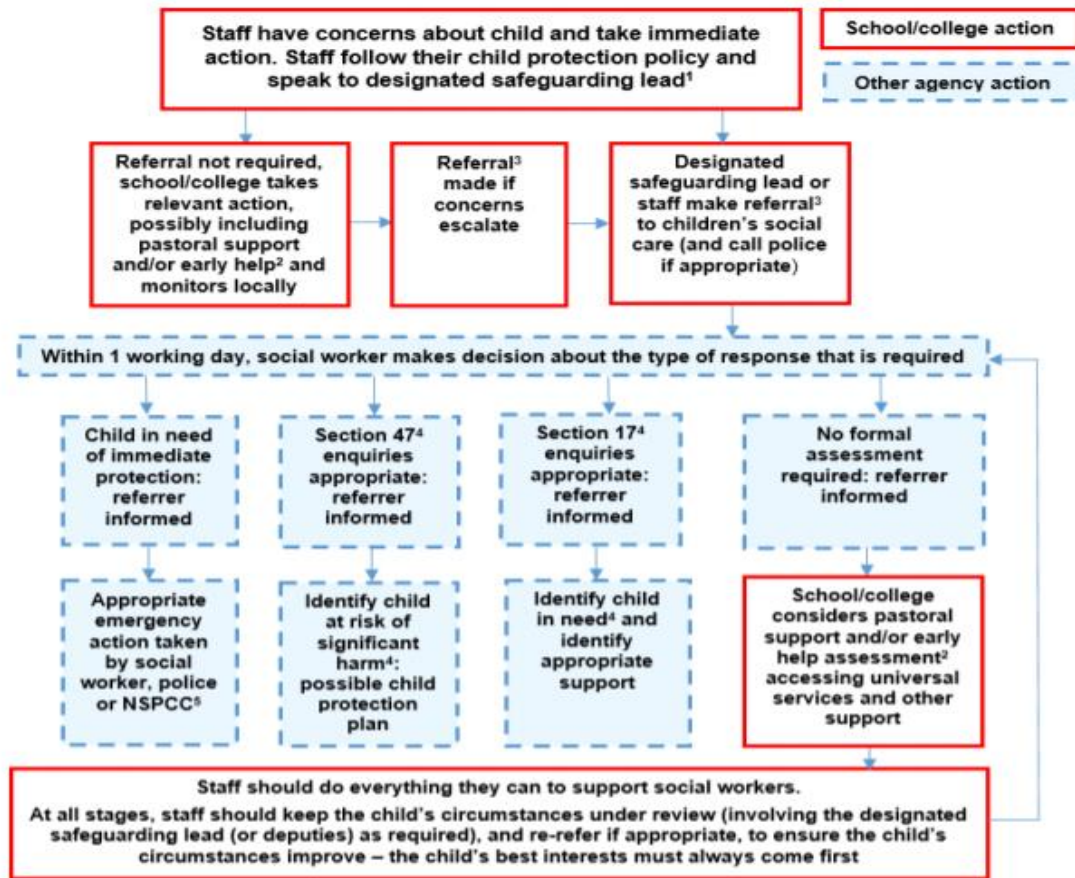 Staff have concerns about child and take immediate
action. Staff follow their child protection policy and
speak to designated safeguarding lead¹
School/college action
Other agency action
Referral not required,
school/college takes
relevant action,
possibly including
pastoral support
and/or early help² and
monitors locally
Referral³
made if
concerns
escalate
Designated
safeguarding lead or
staff make referral³
to children's social
care (and call police
if appropriate)
Within 1 working day, social worker makes decision about the type of response that is required
Child in need
of immediate
protection:
referrer
informed
Section 47⁴
enquiries
appropriate:
referrer
informed
Section 17⁴
enquiries
appropriate:
referrer
informed
No formal
assessment
required: referrer
informed
Appropriate
emergency
action taken
by social
worker, police
or NSPCC⁵
Identify child
at risk of
significant
harm⁴:
possible child
protection
plan
Identify child
in need⁴ and
identify
appropriate
support
School/college
considers pastoral
support and/or early
help assessment²
accessing universal
services and other
support
Staff should do everything they can to support social workers.
At all stages, staff should keep the child's circumstances under review (involving the designated
safeguarding lead (or deputies) as required), and re-refer if appropriate, to ensure the child's
circumstances improve – the child's best interests must always come first